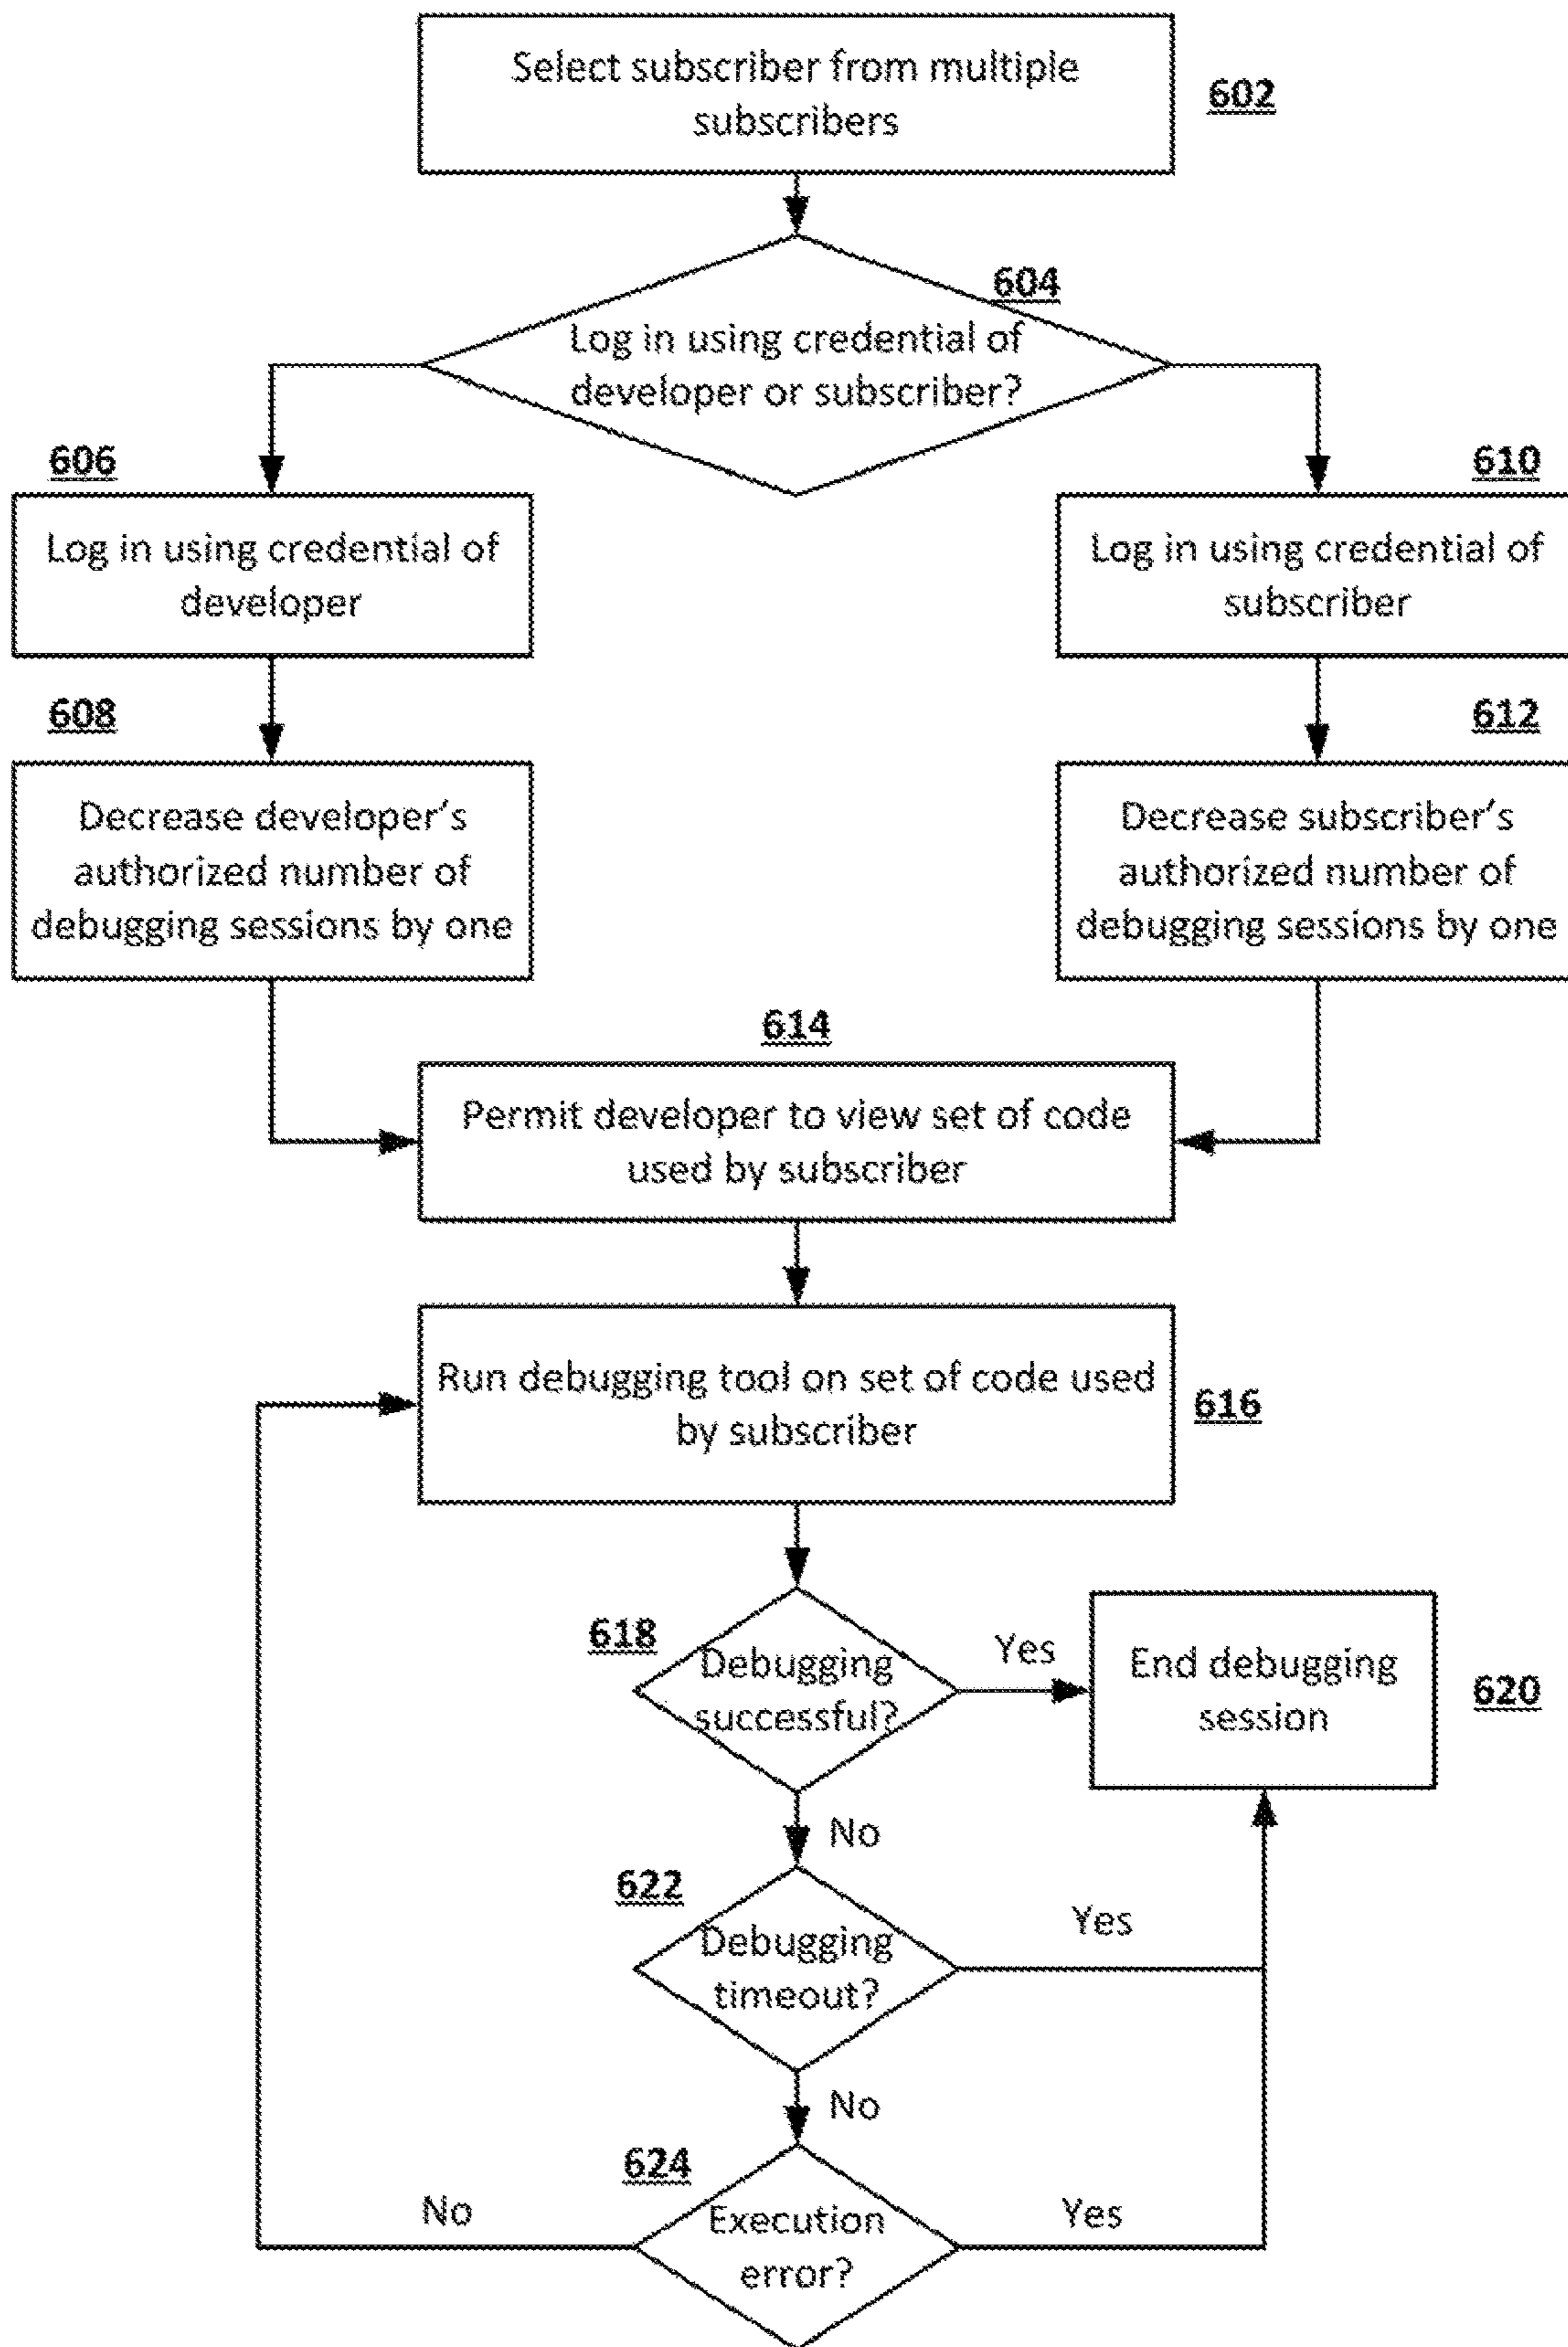 Select subscriber from multiple
subscribers
602
604
Log in using credential of
developer or subscriber?
606
Log in using credential of
developer
610
Log in using credential of
subscriber
608
Decrease developer's
authorized number of
debugging sessions by one
612
Decrease subscriber's
authorized number of
debugging sessions by one
614
Permit developer to view set of code
used by subscriber
Run debugging tool on set of code used
by subscriber
616
618
Debugging
successful?
Yes
End debugging
session
620
No
622
Debugging
timeout?
Yes
No
624
Execution
error?
No
Yes